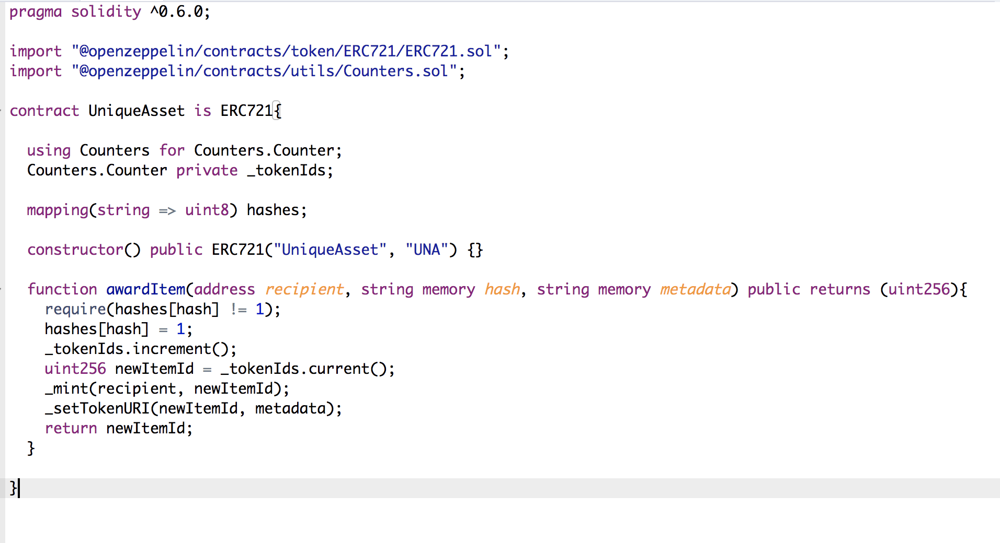 pragma solidity ^0.6.0;
import "@openzeppelin/contracts/token/ERC721/ERC721.sol";
import "@openzeppelin/contracts/utils/Counters.sol";
contract UniqueAsset is ERC721{
using Counters for Counters.Counter;
Counters.Counter private _tokenIds;
mapping(string => uint8) hashes;
constructor() public ERC721("UniqueAsset", "UNA") {}
function awardItem(address recipient, string memory hash, string memory metadata) public returns (uint256){
require(hashes[hash] != 1);
hashes[hash] = 1;
_tokenIds.increment();
uint256 newItemId = _tokenIds.current();
_mint(recipient, newItemId);
_setTokenURI(newItemId, metadata);
return newItemId;
}
}